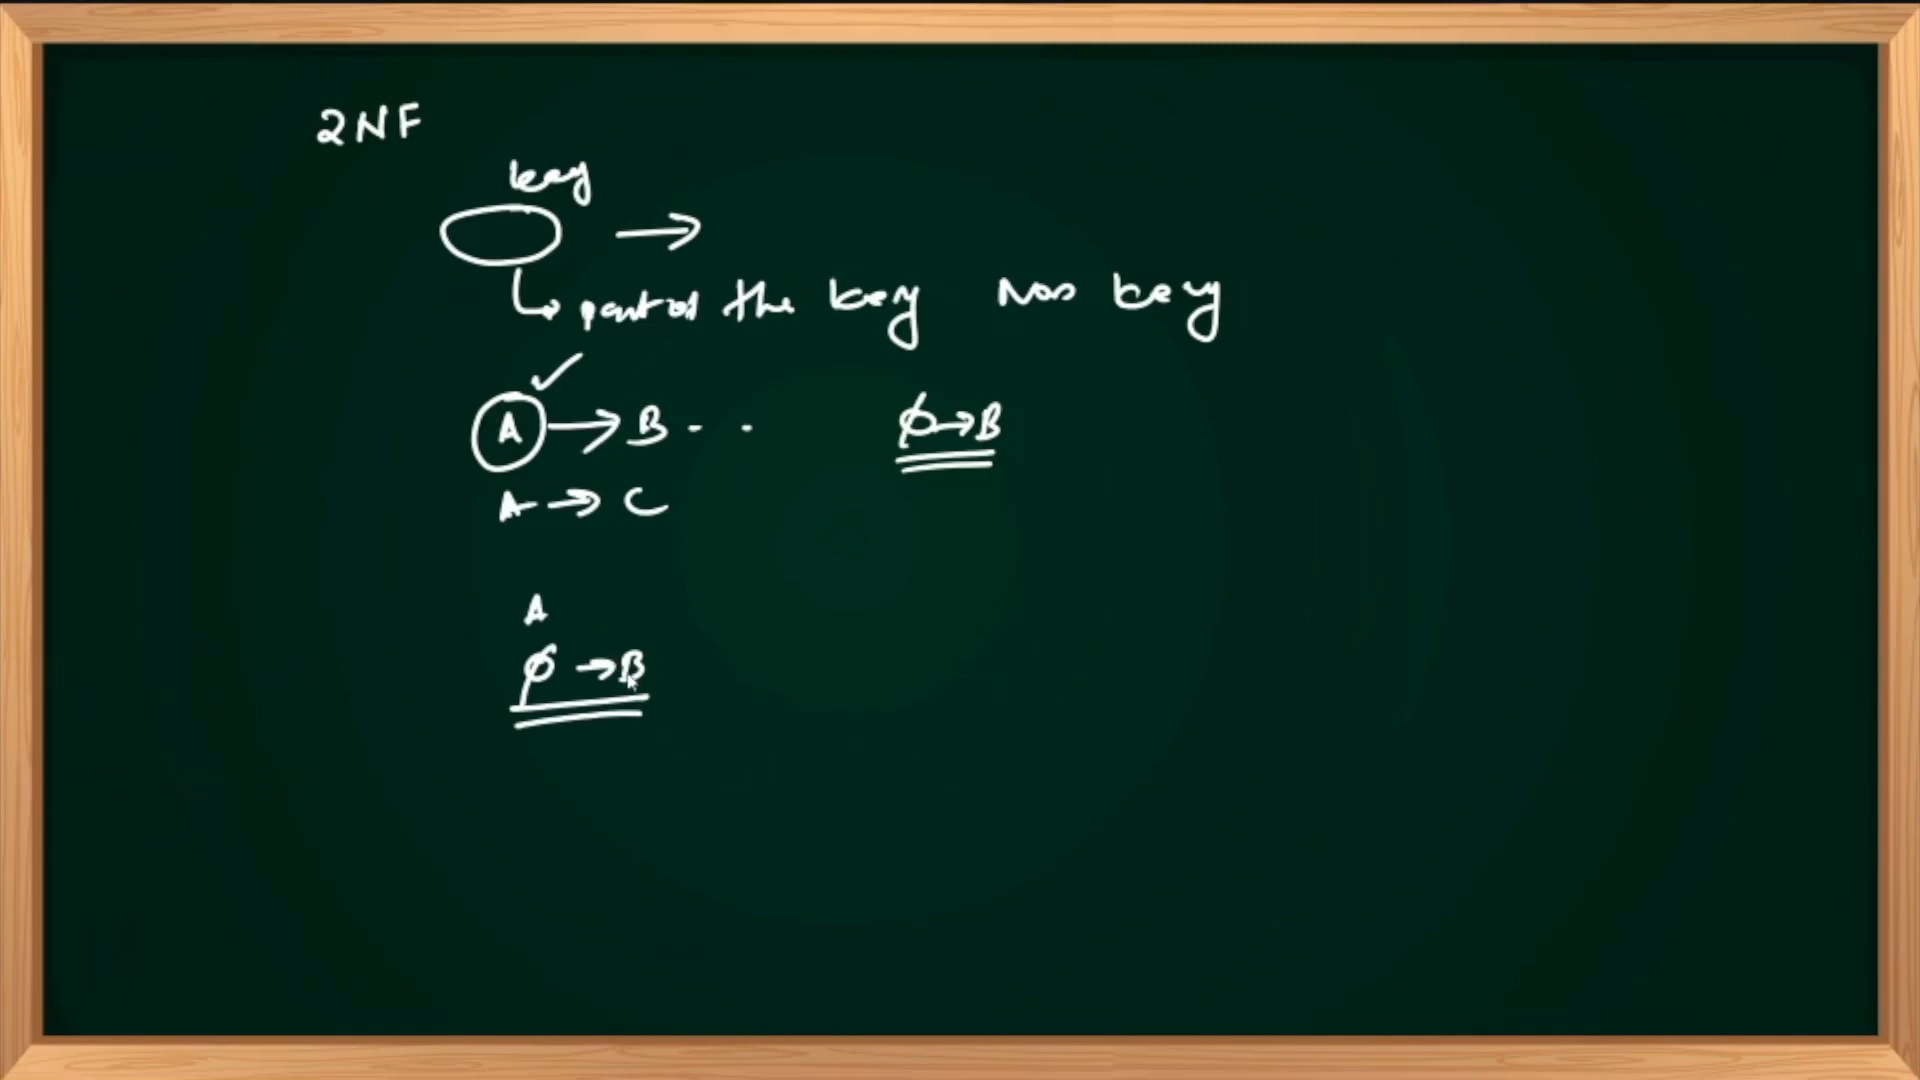 2NF
key
→
↳ part of the key Non key
A → B - - ϕ → B
A → C
A
ϕ → B